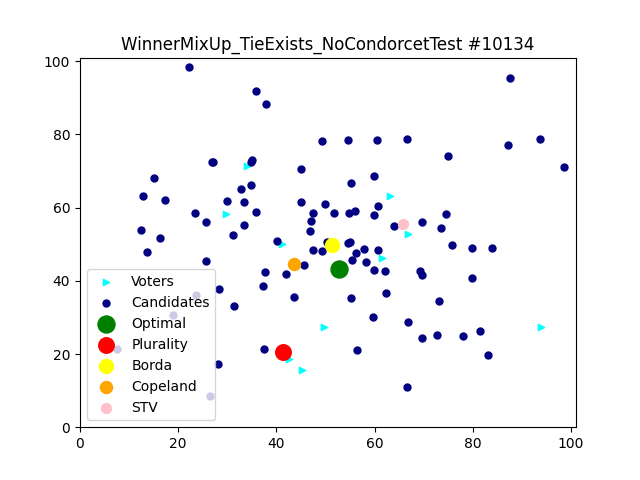 WinnerMixUp_TieExists_NoCondorcetTest #10134
100
80
60
40
20
0
Voters
Candidates
Optimal
Plurality
Borda
Copeland
STV
0 20 40 60 80 100